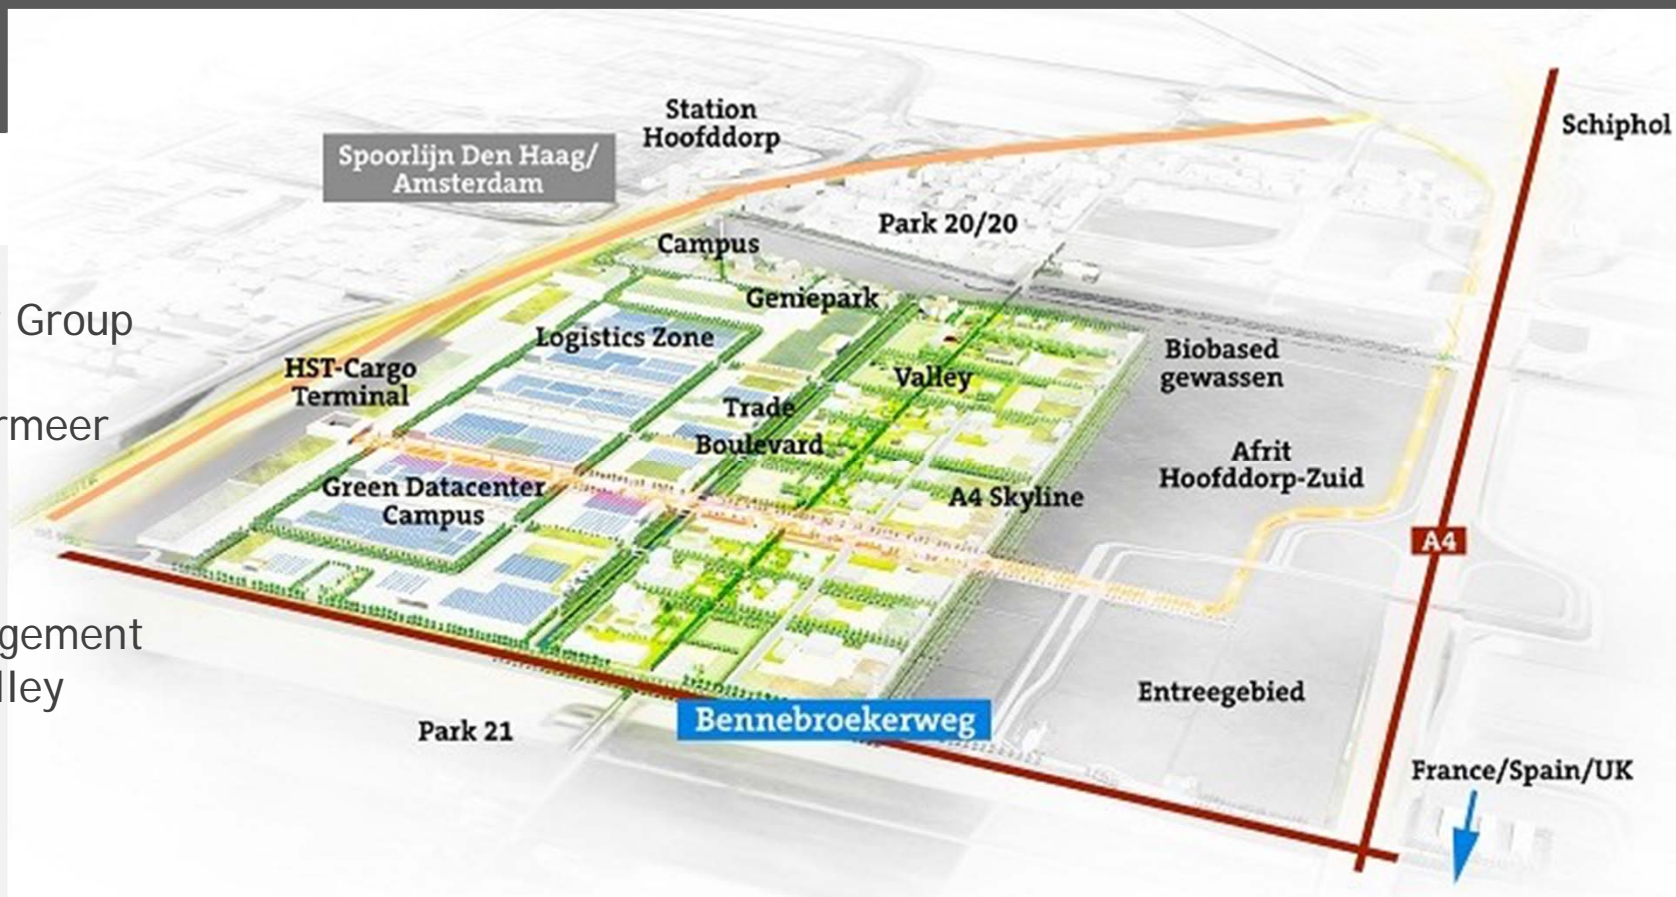 Group
rmeer
gement
lley
Station
Hoofddorp
Spoorlijn Den Haag/
Amsterdam
Schiphol
Park 20/20
Campus
Geniepark
Logistics Zone
HST-Cargo
Terminal
Valley
Biobased
gewassen
Trade
Boulevard
Afrit
Hoofddorp-Zuid
Green Datacenter
Campus
A4 Skyline
A4
Entreegebied
Bennebroekerweg
Park 21
France/Spain/UK